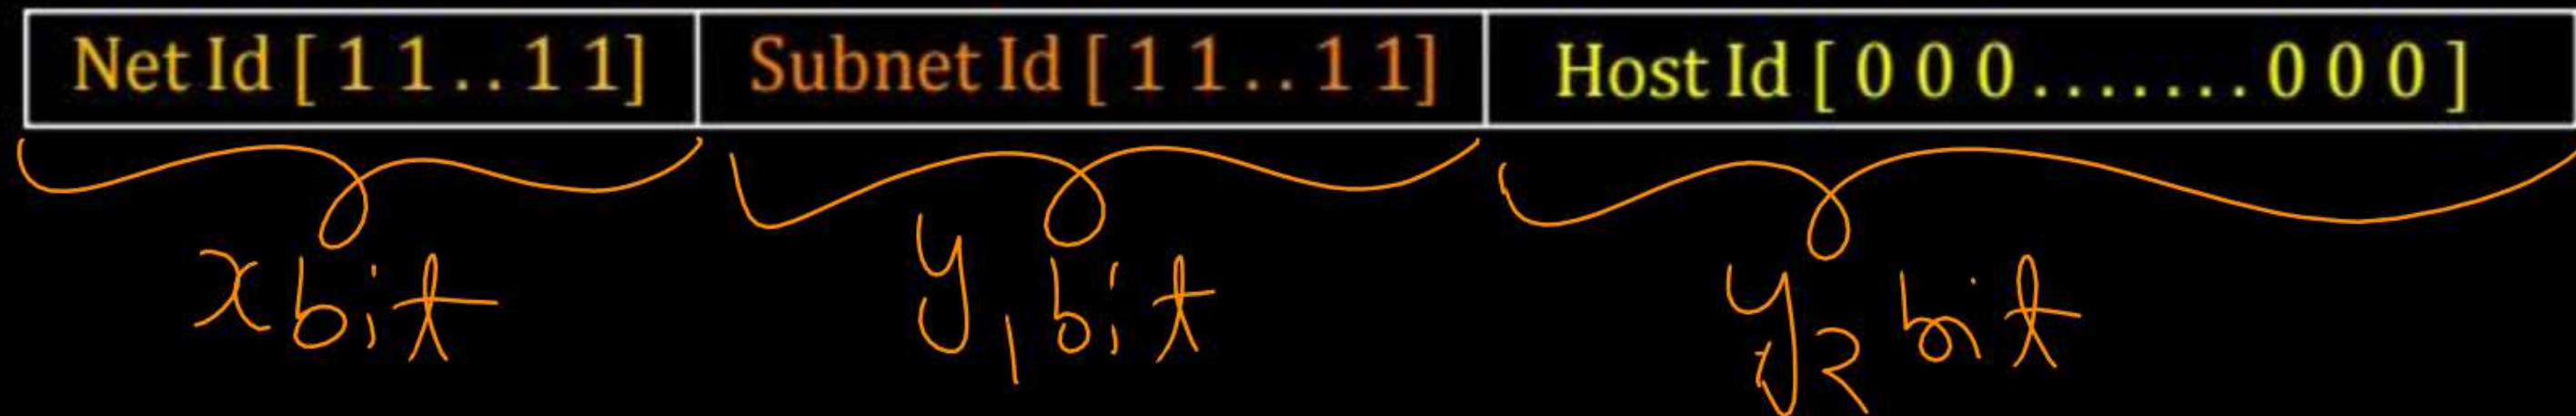 Net Id [ 1 1 . . 1 1] Subnet Id [ 1 1 . . 1 1] Host Id [ 0 0 0 . . . . . . . 0 0 0 ]
x bit y₁ bit y₂ bit